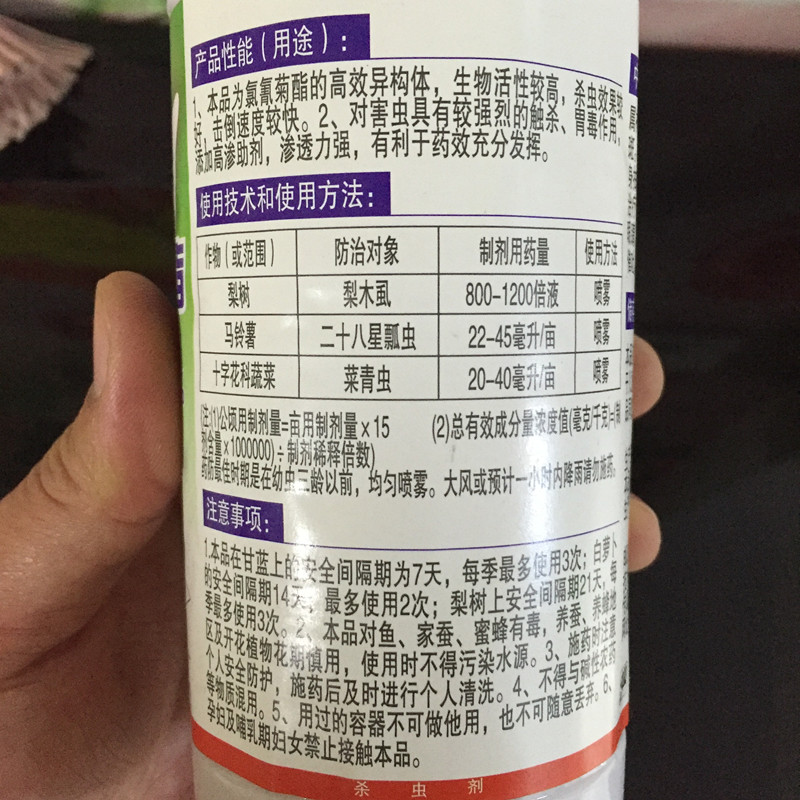 产品性能（用途）：
1、本品为氯氰菊酯的高效异构体，生物活性较高，杀虫效果较
好，击倒速度较快。2、对害虫具有较强烈的触杀、胃毒作用，
添加高渗助剂，渗透力强，有利于药效充分发挥。
使用技术和使用方法：
作物（或范围） 防治对象 制剂用药量 使用方法
梨树 梨木虱 800-1200倍液 喷雾
马铃薯 二十八星瓢虫 22-45毫升/亩 喷雾
十字花科蔬菜 菜青虫 20-40毫升/亩 喷雾
(注:(1)公顷用制剂量=亩用制剂量×15 (2)总有效成分量浓度值(毫克/千克)=(制
剂含量×1000000)÷制剂稀释倍数)
药防最佳时期是在幼虫三龄以前，均匀喷雾。大风或预计一小时内降雨请勿施药。
注意事项：
1.本品在甘蓝上的安全间隔期为7天，每季最多使用3次；白萝卜
的安全间隔期14天，最多使用2次；梨树上安全间隔期21天，每
季最多使用3次。2、本品对鱼、家蚕、蜜蜂有毒，养蚕、养蜂地
区及开花植物花期慎用，使用时不得污染水源。3、施药时注意
个人安全防护，施药后及时进行个人清洗。4、不得与碱性农药
等物质混用。5、用过的容器不可做他用，也不可随意丢弃。6、
孕妇及哺乳期妇女禁止接触本品。
杀虫剂